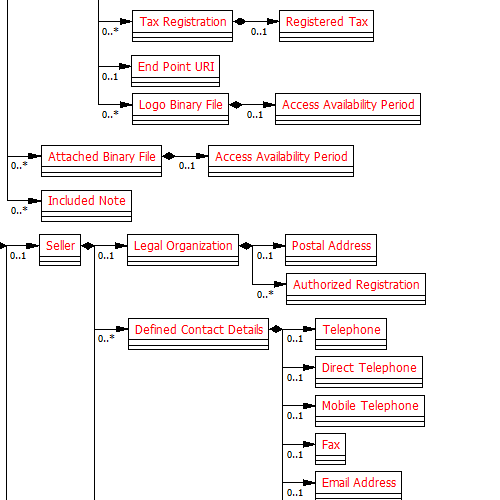 Tax Registration
Registered Tax
0..*
0..1
End Point URI
0..1
Logo Binary File
Access Availability Period
0..*
0..1
Attached Binary File
Access Availability Period
0..*
0..1
Included Note
0..*
Seller
Legal Organization
Postal Address
0..1
0..1
0..1
Authorized Registration
0..*
Defined Contact Details
Telephone
0..*
0..1
Direct Telephone
0..1
Mobile Telephone
0..1
Fax
0..1
Email Address
0..1